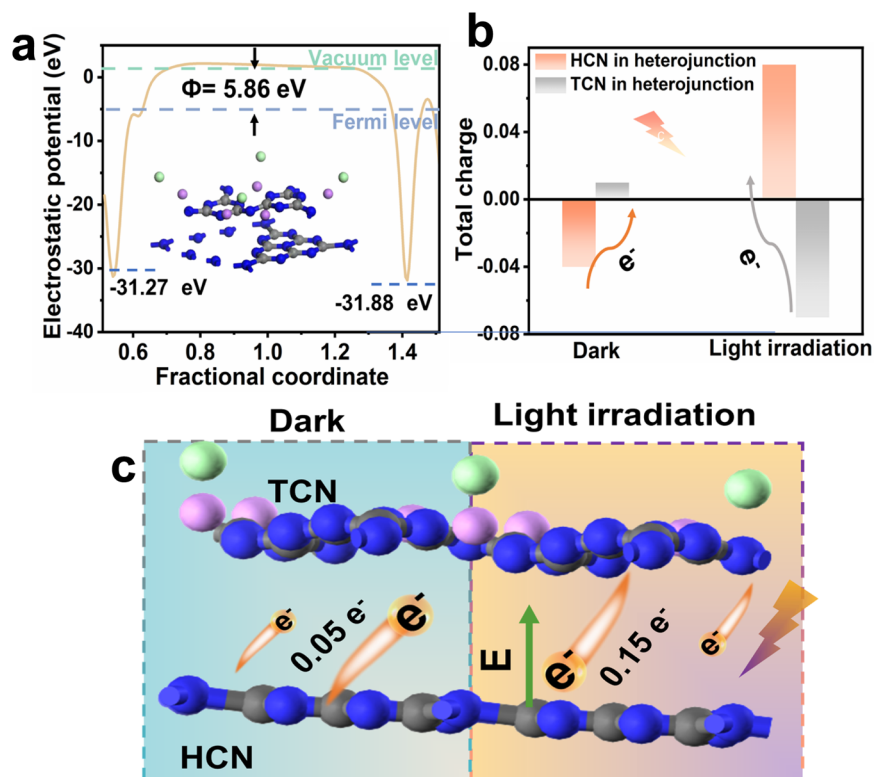 a
Electrostatic potential (eV)
5
0
-5
-10
-20
-30
-40
Vacuum level
Φ= 5.86 eV
Fermi level
-31.27 eV
-31.88 eV
0.5
0.8
1.0
1.2
1.4
Fractional coordinate
b
Total charge
0.08
0.04
0.00
-0.04
-0.08
HCN in heterojunction
TCN in heterojunction
e-
e-
Dark
Light irradiation
c
Dark
Light irradiation
TCN
e-
0.05 e-
e-
E
e-
0.15 e-
e-
HCN